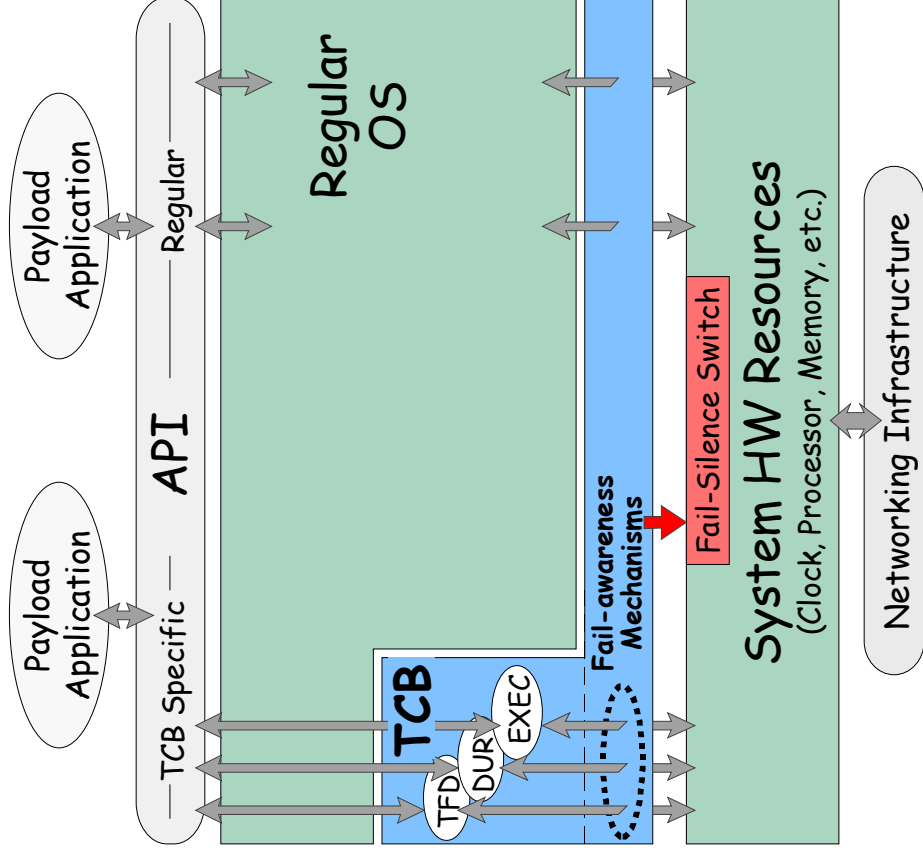 Payload
Application
Payload
Application
API
TCB Specific
Regular
Regular
OS
TCB
TFD
DUR
EXEC
Fail-awareness
Mechanisms
Fail-Silence Switch
System HW Resources
(Clock, Processor, Memory, etc.)
Networking Infrastructure